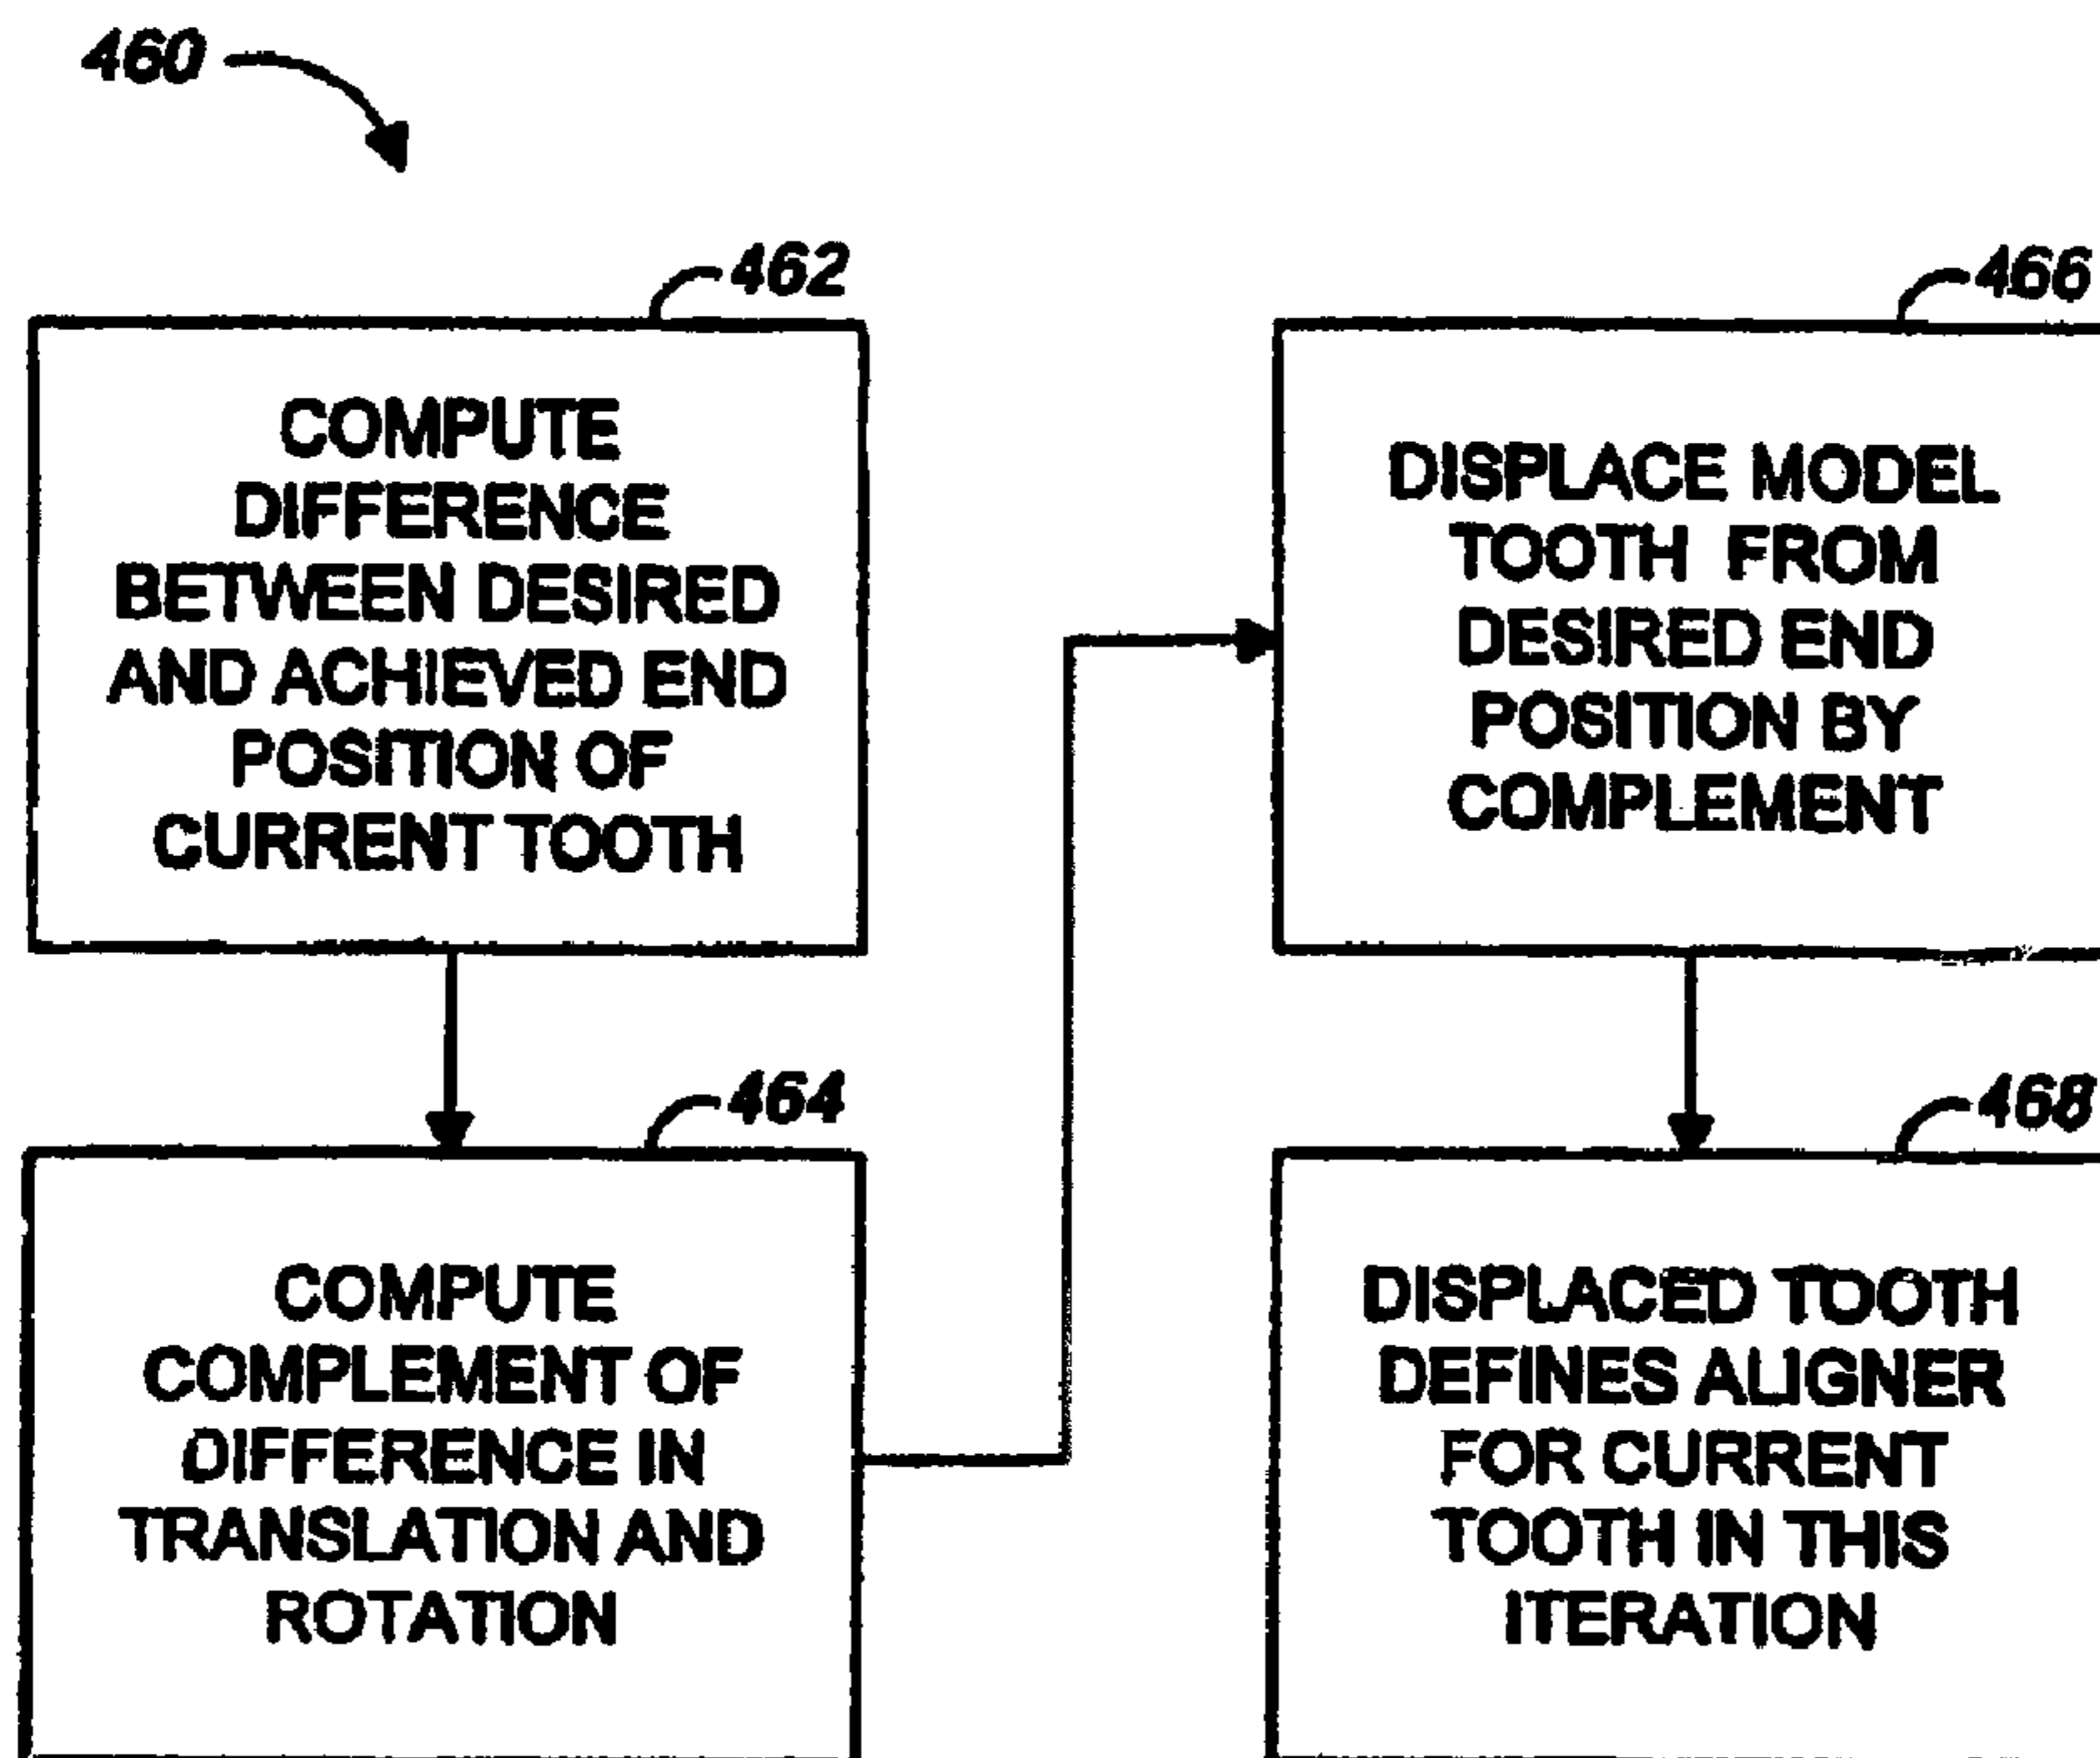 460
462
COMPUTE
DIFFERENCE
BETWEEN DESIRED
AND ACHIEVED END
POSITION OF
CURRENT TOOTH
464
COMPUTE
COMPLEMENT OF
DIFFERENCE IN
TRANSLATION AND
ROTATION
466
DISPLACE MODEL
TOOTH FROM
DESIRED END
POSITION BY
COMPLEMENT
468
DISPLACED TOOTH
DEFINES ALIGNER
FOR CURRENT
TOOTH IN THIS
ITERATION